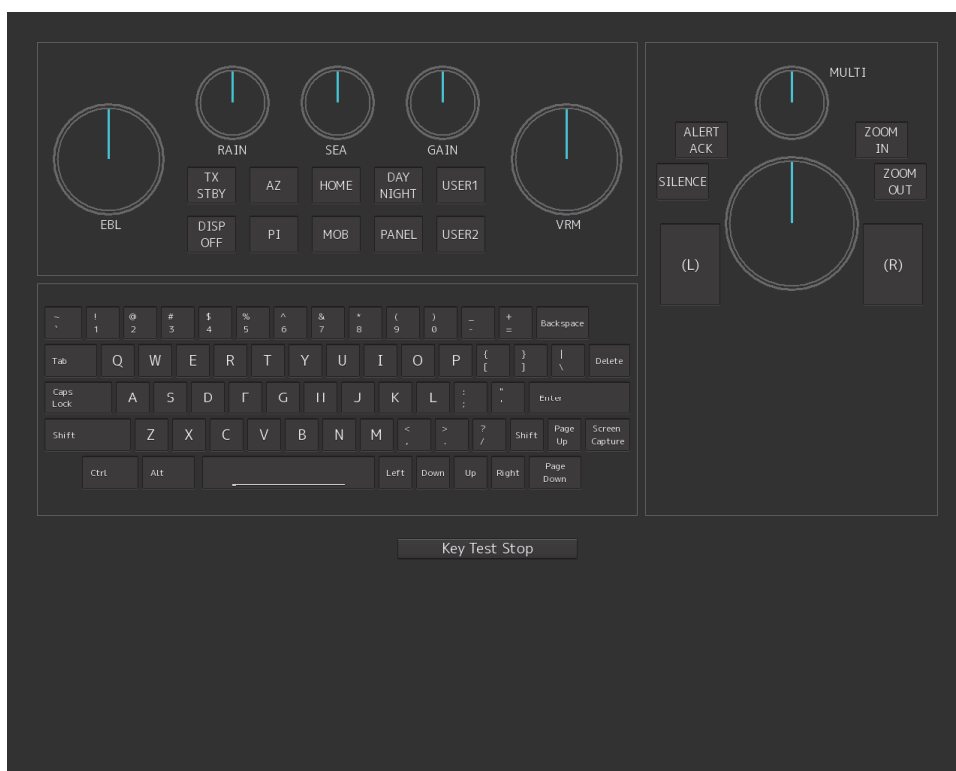 MULTI
RAIN SEA GAIN
EBL VRM
TX
STBY
AZ
HOME
DAY
NIGHT
USER1
DISP
OFF
PI
MOB
PANEL
USER2
ALERT
ACK
ZOOM
IN
SILENCE
ZOOM
OUT
(L)
(R)
~ ! @ # $ % ^ & * ( ) _ +
` 1 2 3 4 5 6 7 8 9 0 - = Backspace
{ } |
Tab Q W E R T Y U I O P [ ] \ Delete
Caps
Lock
A S D F G H J K L : "
; ' Enter
Shift Z X C V B N M < > ?
, . / Shift
Page
Up
Screen
Capture
Ctrl Alt Left Down Up Right
Page
Down
Key Test Stop